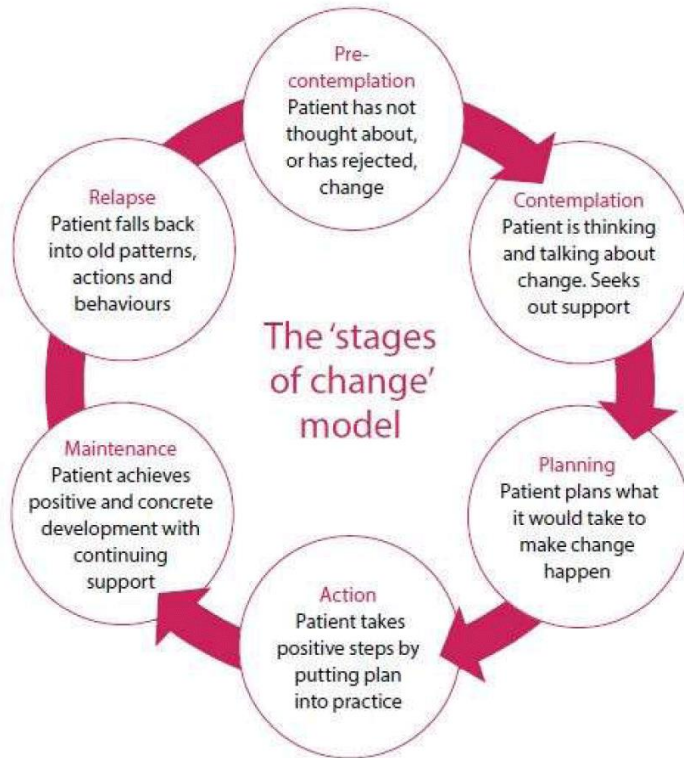 Pre-
contemplation
Patient has not
thought about,
or has rejected,
change
Contemplation
Patient is thinking
and talking about
change. Seeks
out support
Planning
Patient plans what
it would take to
make change
happen
Action
Patient takes
positive steps by
putting plan
into practice
Maintenance
Patient achieves
positive and concrete
development with
continuing
support
Relapse
Patient falls back
into old patterns,
actions and
behaviours
The ‘stages
of change’
model